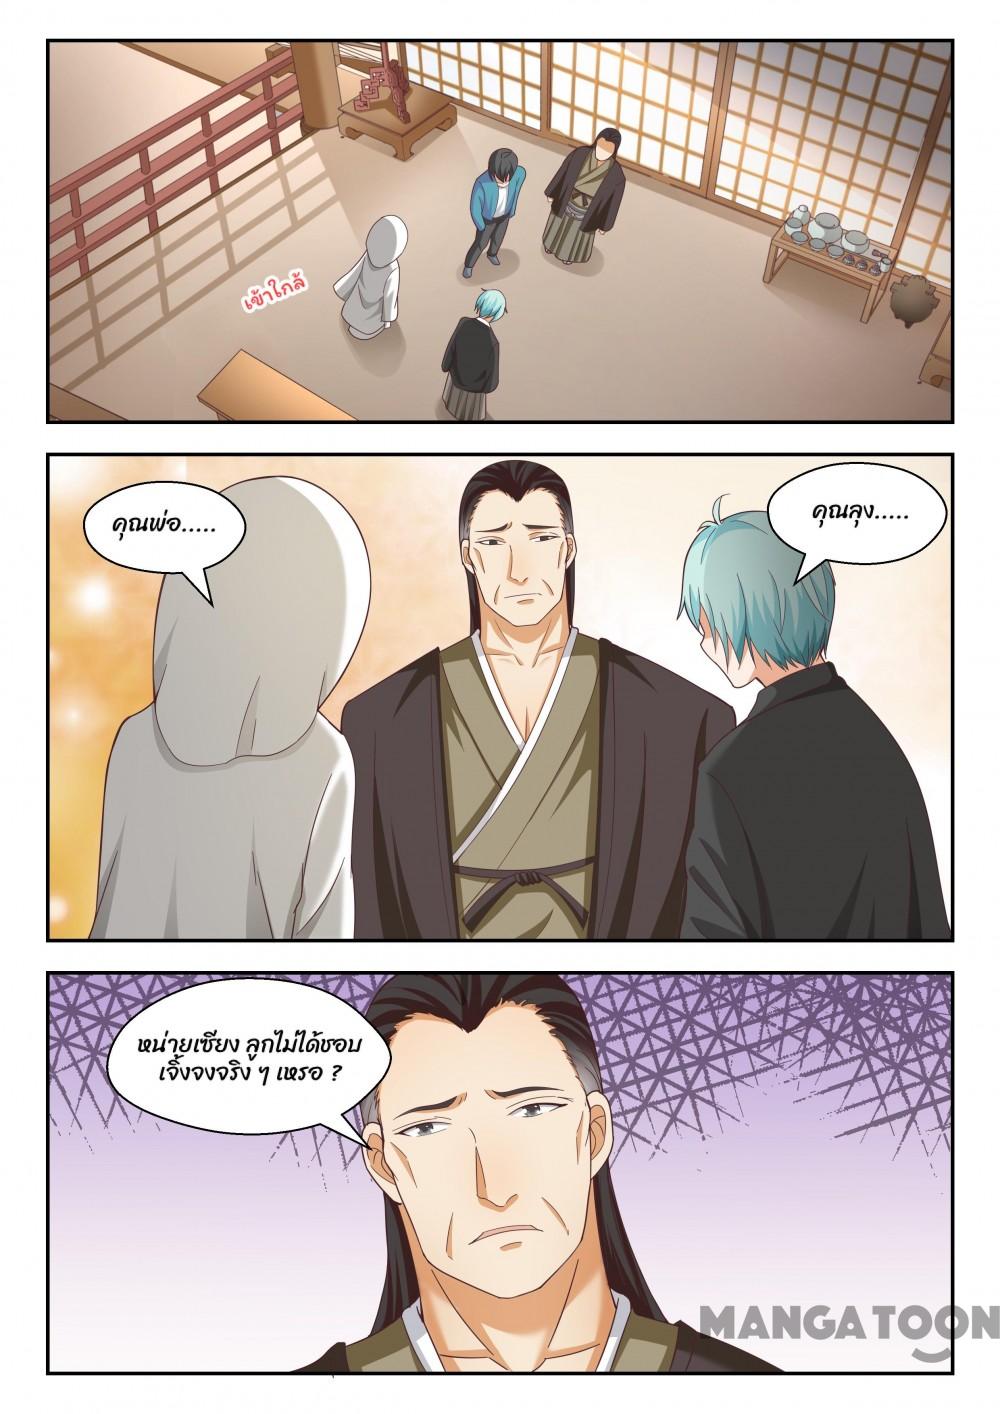 เข้าใกล้
คุณพ่อ.....
คุณลุง.....
หน่ายเซียง ลูกไม่ได้ชอบ
เจิ้งจงจริง ๆ เหรอ ?
MANGATOON